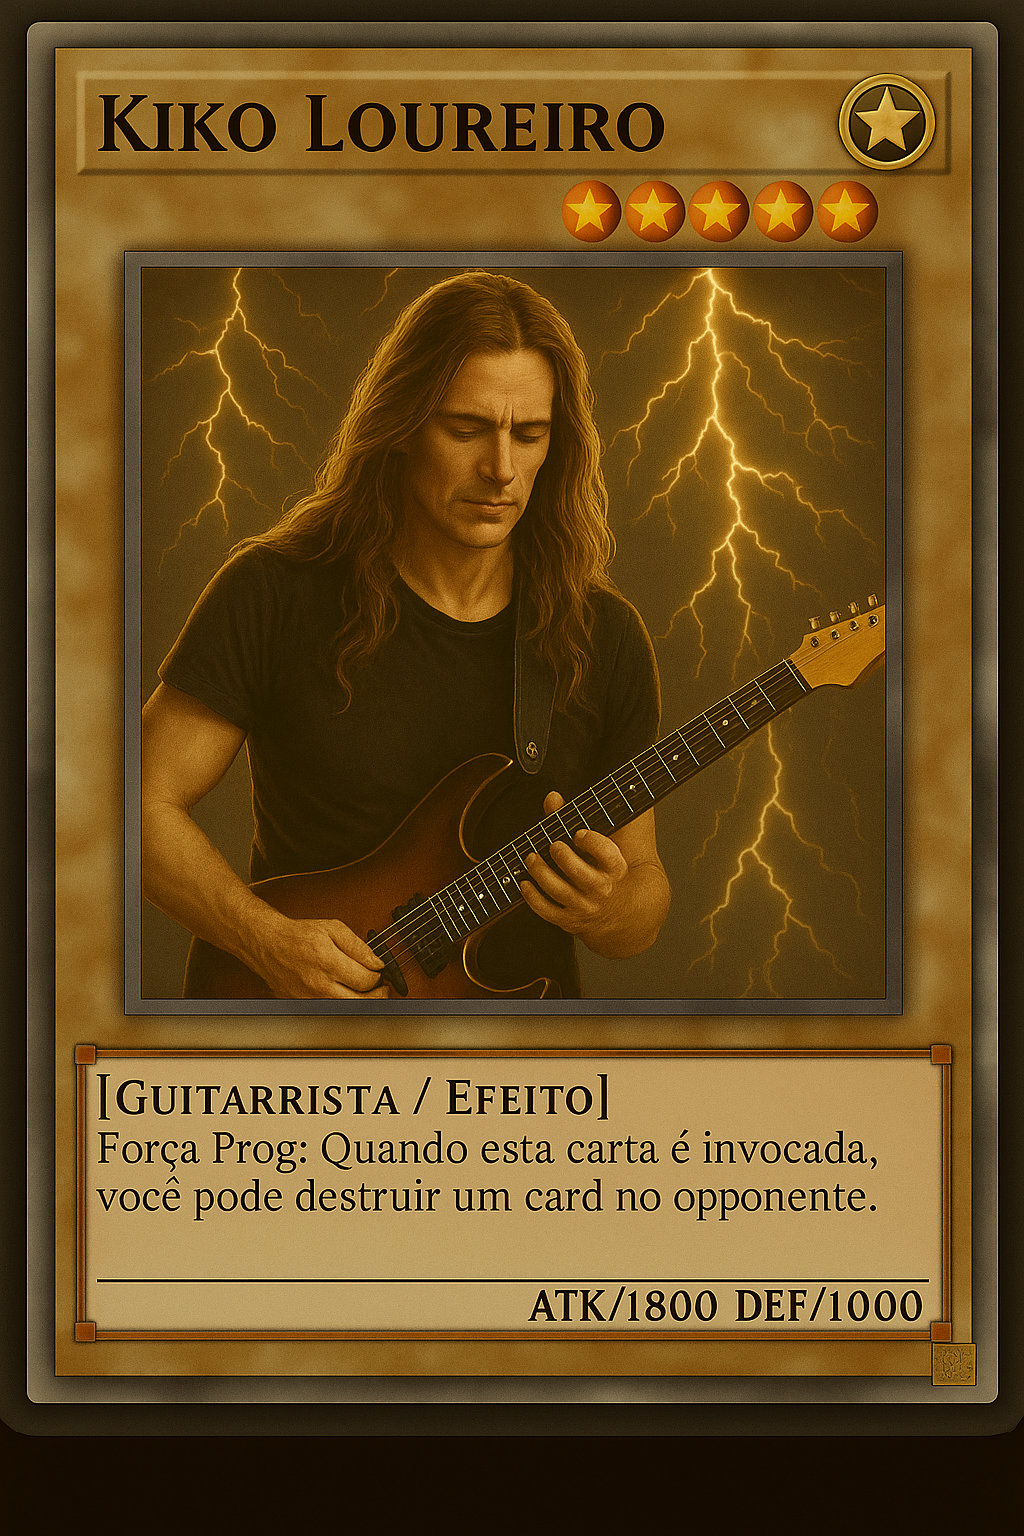 Kiko Loureiro
[Guitarrista / Efeito]
Força Prog: Quando esta carta é invocada,
você pode destruir um card no opponente.
ATK/1800 DEF/1000